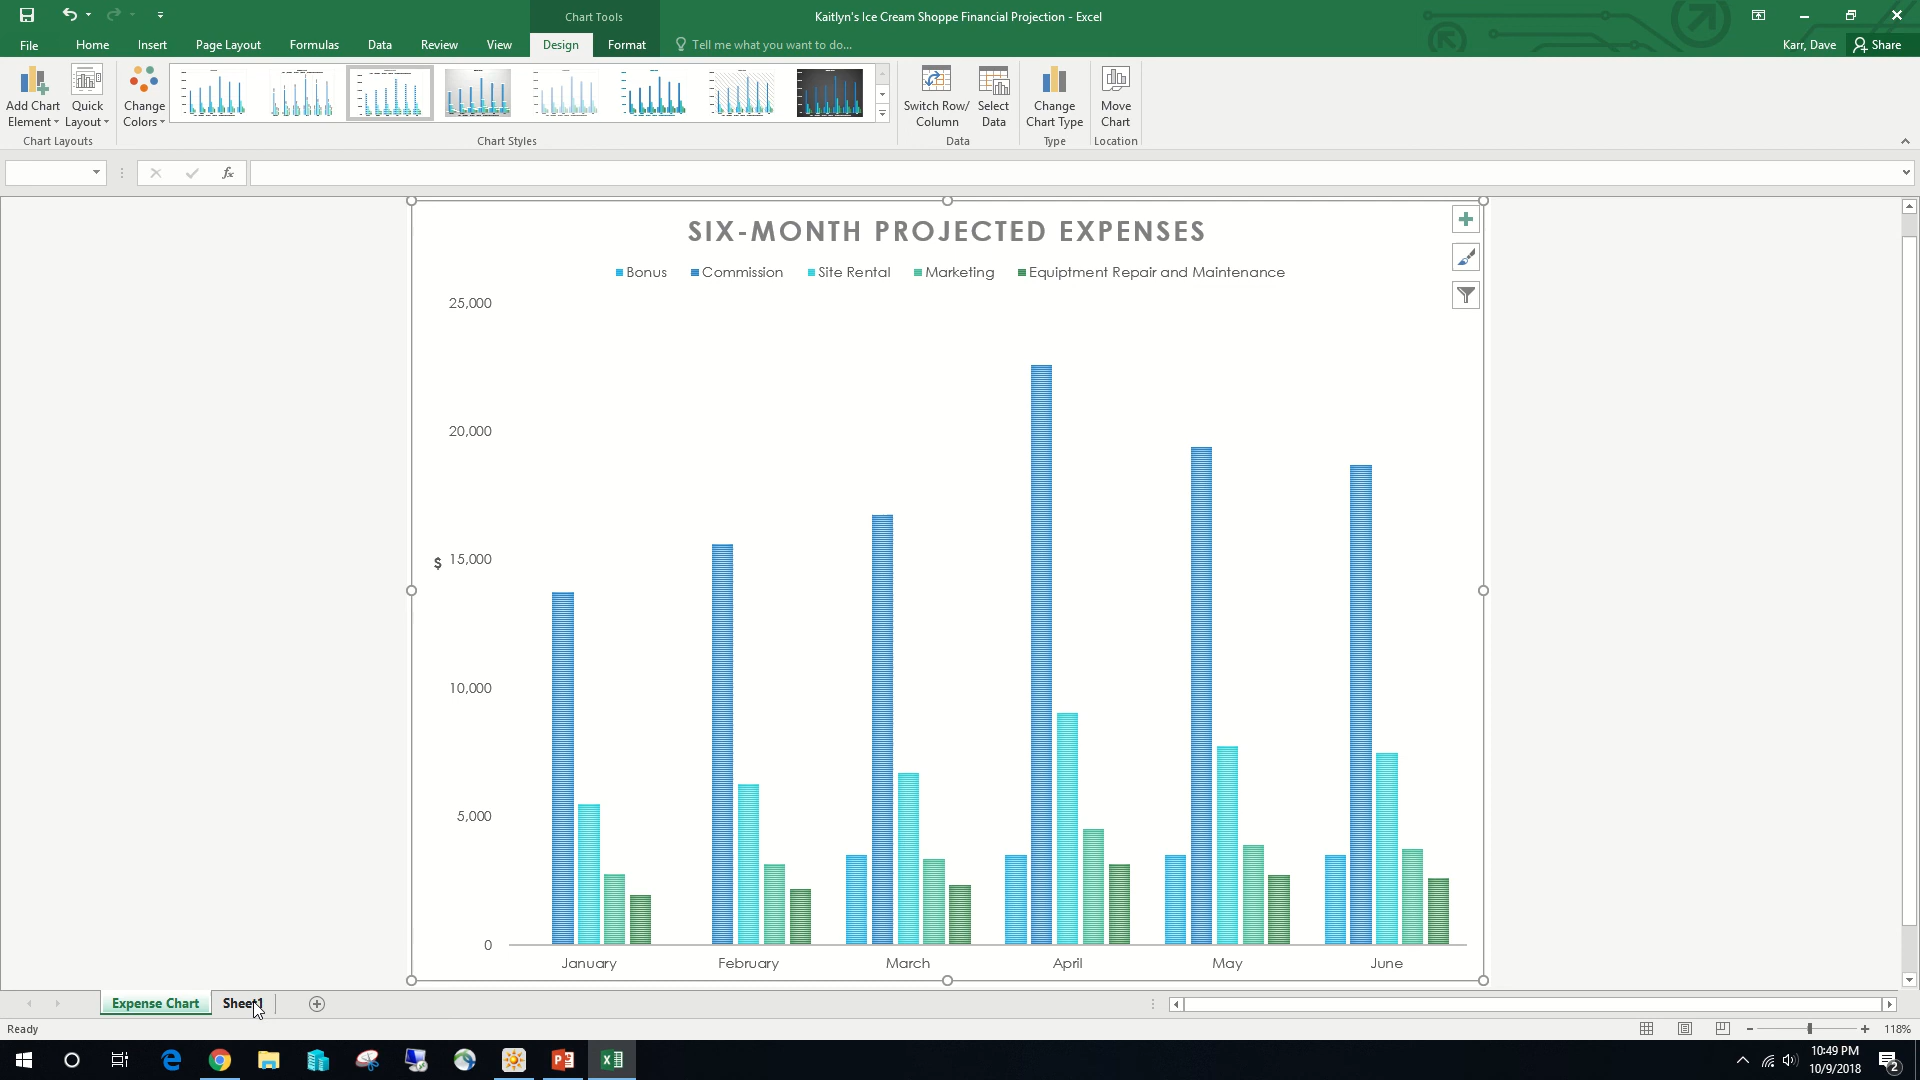 Chart Tools
Kaitlyn's Ice Cream Shoppe Financial Projection - Excel
File Home Insert Page Layout Formulas Data Review View Design Format Tell me what you want to do... Karr, Dave Share
Add Chart Element
Quick Layout
Change Colors
Switch Row/ Column
Select Data
Change Chart Type
Move Chart
Chart Layouts Chart Styles Data Type Location
fx
SIX-MONTH PROJECTED EXPENSES
Bonus Commission Site Rental Marketing Equiptment Repair and Maintenance
25,000
20,000
$ 15,000
10,000
5,000
0
January February March April May June
Expense Chart Sheet1
Ready 118%
10:49 PM
10/9/2018
2